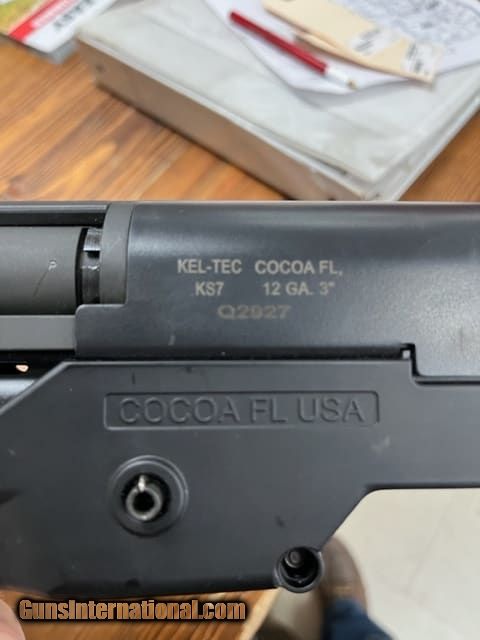 KEL-TEC COCOA FL,
KS7 12 GA. 3"
Q2927
COCOA FL USA
GunsInternational.com